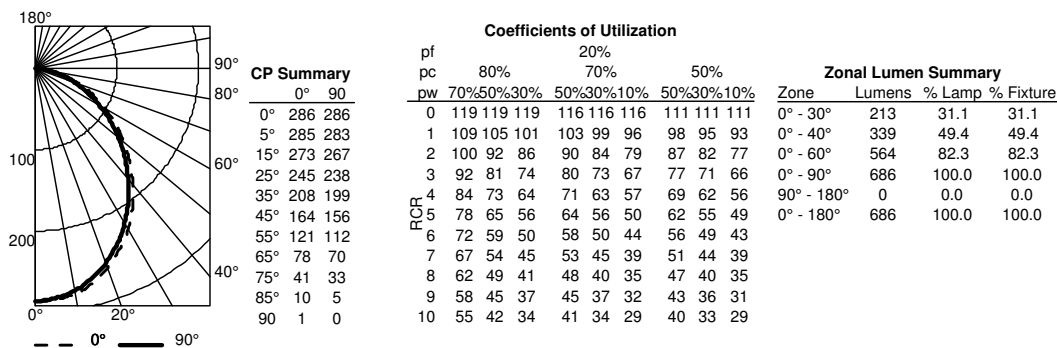 180°
90°
80°
60°
40°
100
200
0° 20°
0° 90°
CP Summary
0° 90
0° 286 286
5° 285 283
15° 273 267
25° 245 238
35° 208 199
45° 164 156
55° 121 112
65° 78 70
75° 41 33
85° 10 5
90 1 0
Coefficients of Utilization
pf 20%
pc 80% 70% 50%
pw 70% 50% 30% 50% 30% 10% 50% 30% 10%
RCR
0 119 119 119 116 116 116 111 111 111
1 109 105 101 103 99 96 98 95 93
2 100 92 86 90 84 79 87 82 77
3 92 81 74 80 73 67 77 71 66
4 84 73 64 71 63 57 69 62 56
5 78 65 56 64 56 50 62 55 49
6 72 59 50 58 50 44 56 49 43
7 67 54 45 53 45 39 51 44 39
8 62 49 41 48 40 35 47 40 35
9 58 45 37 45 37 32 43 36 31
10 55 42 34 41 34 29 40 33 29
Zonal Lumen Summary
Zone Lumens % Lamp % Fixture
0° - 30° 213 31.1 31.1
0° - 40° 339 49.4 49.4
0° - 60° 564 82.3 82.3
0° - 90° 686 100.0 100.0
90° - 180° 0 0.0 0.0
0° - 180° 686 100.0 100.0